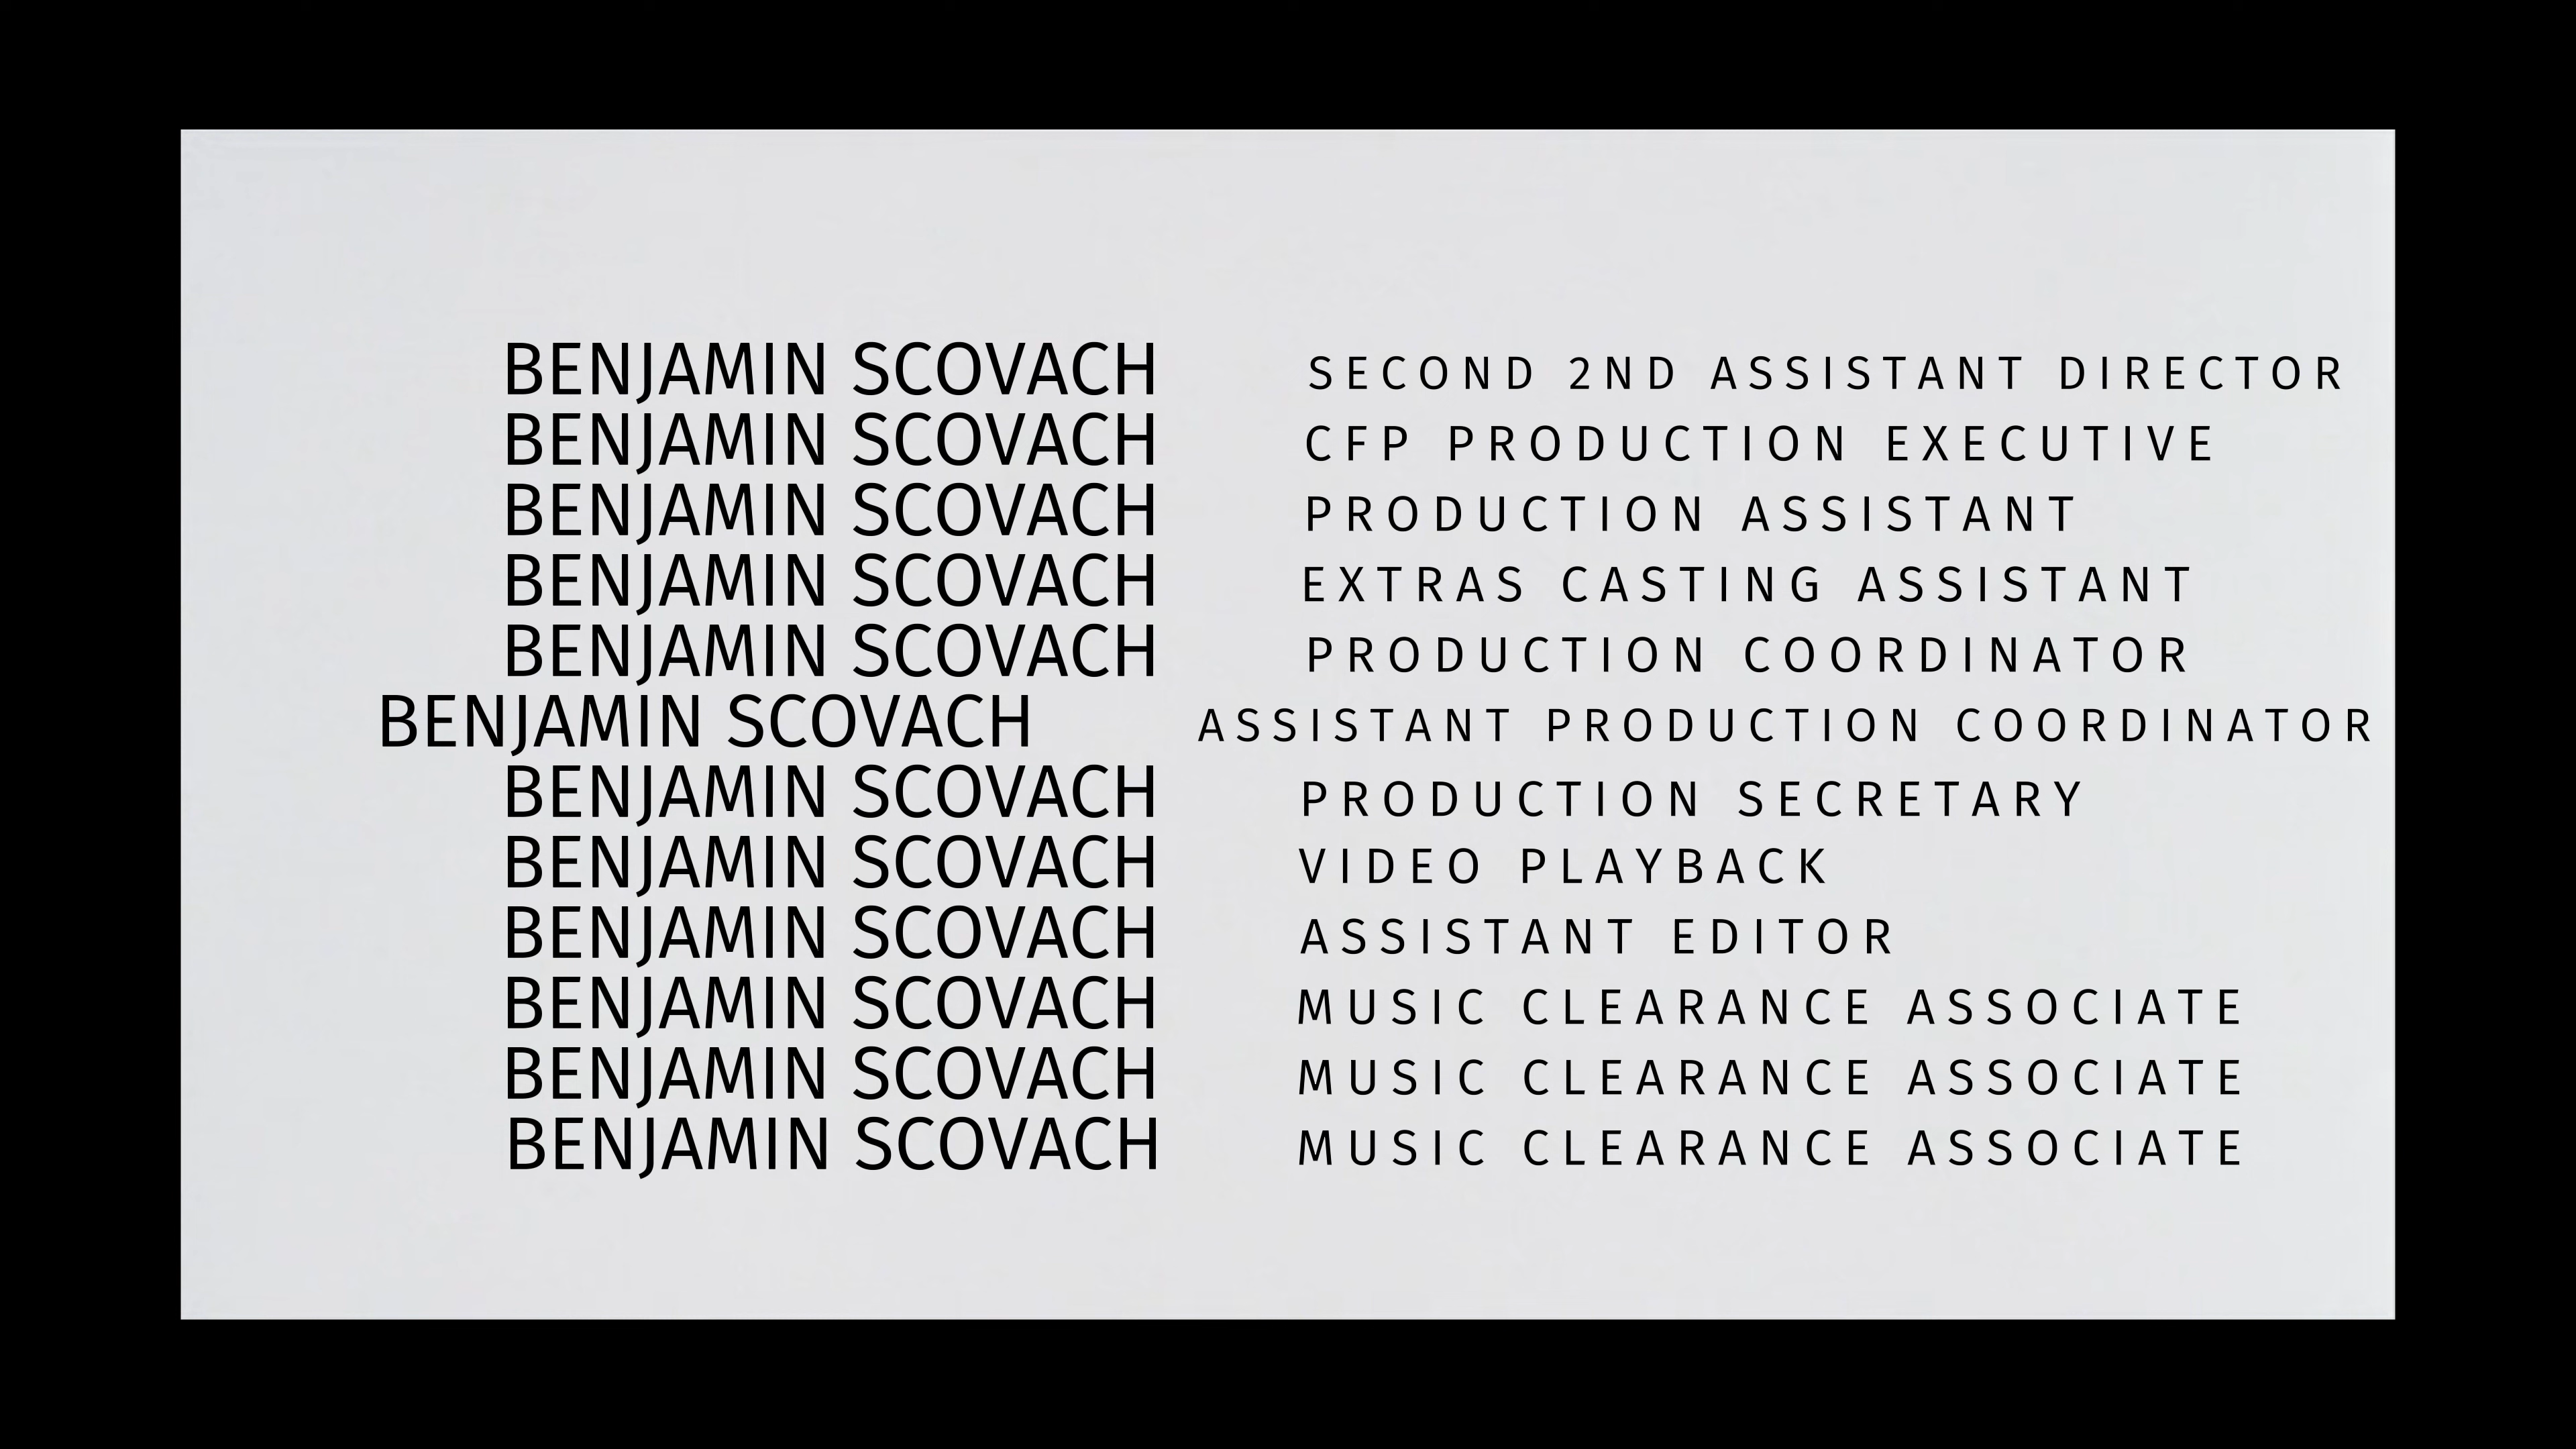 BENJAMIN SCOVACH SECOND 2ND ASSISTANT DIRECTOR
BENJAMIN SCOVACH CFP PRODUCTION EXECUTIVE
BENJAMIN SCOVACH PRODUCTION ASSISTANT
BENJAMIN SCOVACH EXTRAS CASTING ASSISTANT
BENJAMIN SCOVACH PRODUCTION COORDINATOR
BENJAMIN SCOVACH ASSISTANT PRODUCTION COORDINATOR
BENJAMIN SCOVACH PRODUCTION SECRETARY
BENJAMIN SCOVACH VIDEO PLAYBACK
BENJAMIN SCOVACH ASSISTANT EDITOR
BENJAMIN SCOVACH MUSIC CLEARANCE ASSOCIATE
BENJAMIN SCOVACH MUSIC CLEARANCE ASSOCIATE
BENJAMIN SCOVACH MUSIC CLEARANCE ASSOCIATE